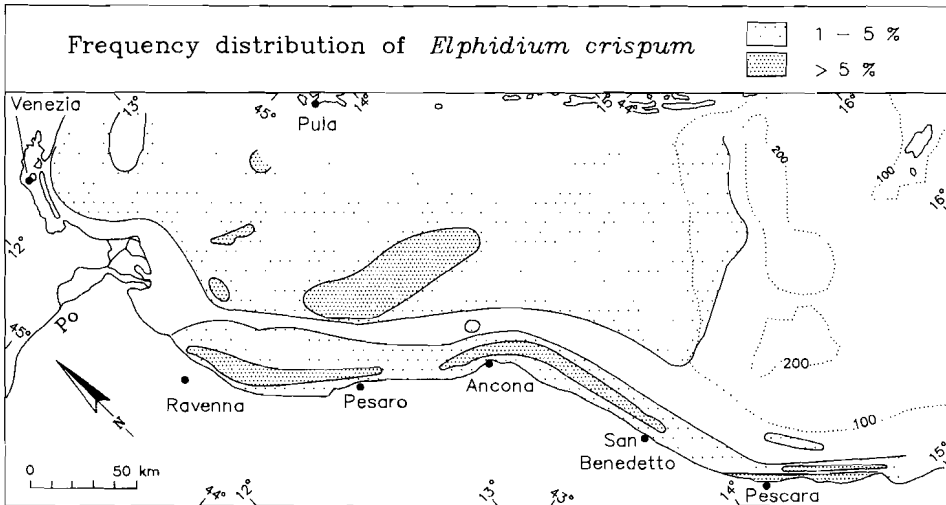 Frequency distribution of Elphidium crispum
1 – 5 %
> 5 %
Venezia
13°
45°
14°
Pula
15°
44°
16°
200
100
16°
12°
45°
Po
N
Ravenna
Pesaro
Ancona
San
Benedetto
Pescara
200
100
15°
0 50 km
44°
12°
13°
43°
14°